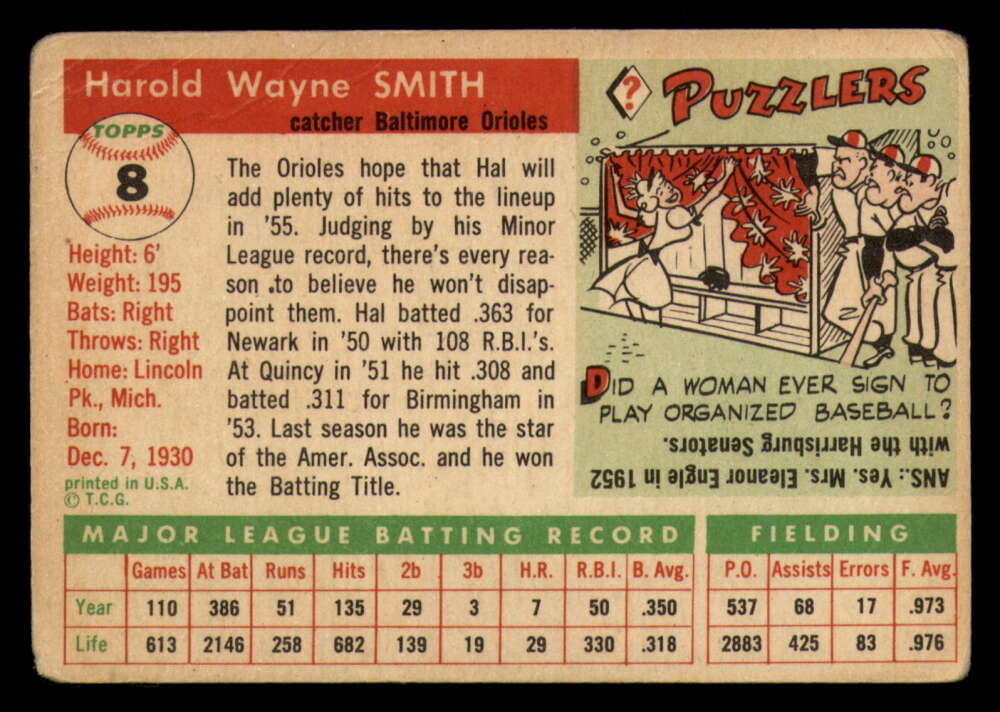 Harold Wayne SMITH
catcher Baltimore Orioles
TOPPS
8
Height: 6'
Weight: 195
Bats: Right
Throws: Right
Home: Lincoln
Pk., Mich.
Born:
Dec. 7, 1930
printed in U.S.A.
© T.C.G.
The Orioles hope that Hal will
add plenty of hits to the lineup
in '55. Judging by his Minor
League record, there's every rea-
son to believe he won't disap-
point them. Hal batted .363 for
Newark in '50 with 108 R.B.I.'s.
At Quincy in '51 he hit .308 and
batted .311 for Birmingham in
'53. Last season he was the star
of the Amer. Assoc. and he won
the Batting Title.
? PUZZLERS
DID A WOMAN EVER SIGN TO
PLAY ORGANIZED BASEBALL?
ANS.: Yes. Mrs. Eleanor Engle in 1952
with the Harrisburg Senators.
MAJOR LEAGUE BATTING RECORD FIELDING
Games At Bat Runs Hits 2b 3b H.R. R.B.I. B. Avg. P.O. Assists Errors F. Avg.
Year 110 386 51 135 29 3 7 50 .350 537 68 17 .973
Life 613 2146 258 682 139 19 29 330 .318 2883 425 83 .976